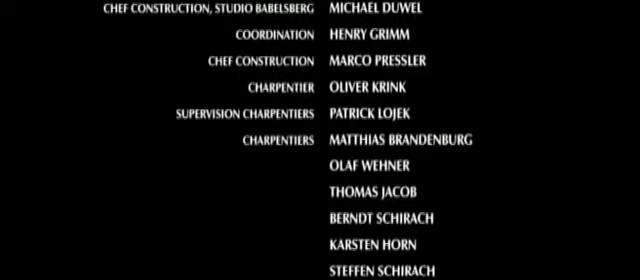 CHEF CONSTRUCTION, STUDIO BABELSBERG MICHAEL DUWEL
COORDINATION HENRY GRIMM
CHEF CONSTRUCTION MARCO PRESSLER
CHARPENTIER OLIVER KRINK
SUPERVISION CHARPENTIERS PATRICK LOJEK
CHARPENTIERS MATTHIAS BRANDENBURG
OLAF WEHNER
THOMAS JACOB
BERNDT SCHIRACH
KARSTEN HORN
STEFFEN SCHIRACH